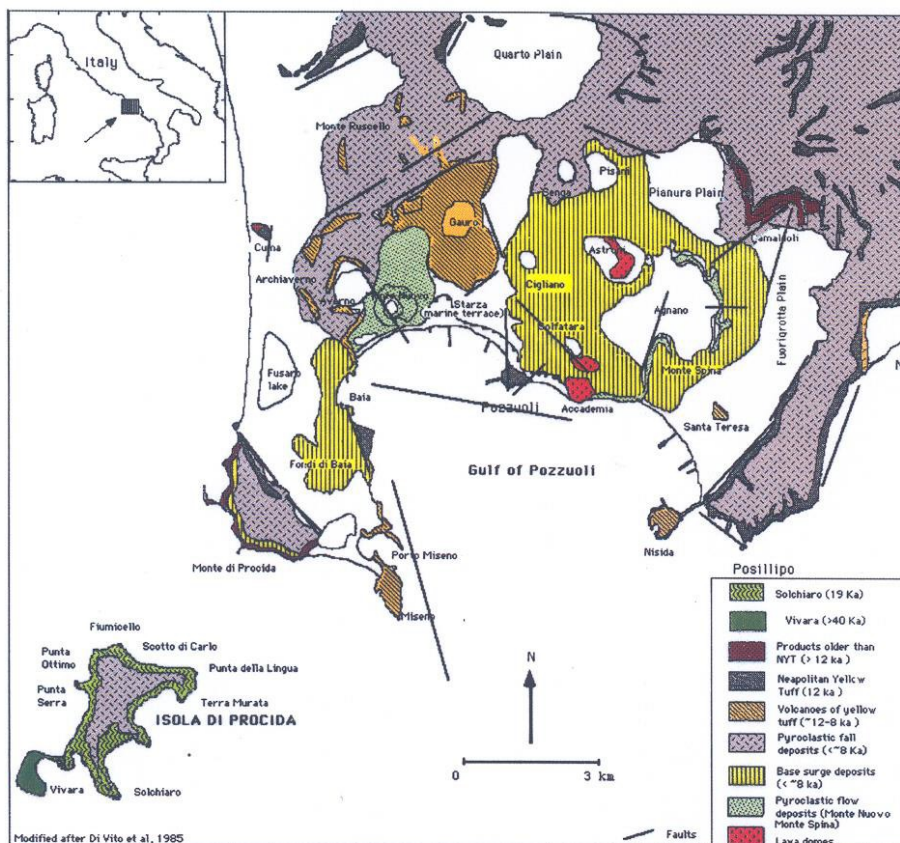 Italy
Quarto Plain
Monte Ruscello
Senga
Pisani
Pianura Plain
Gauro
Camaldoli
Cuma
Astroni
Archiaverno
Averno
Nuovo
Starza
(marine terrace)
Cigliano
Agnano
Fuorigrotta Plain
Solfatara
Fusaro
lake
Baia
Monte Spina
Pozzuoli
Accademia
Santa Teresa
Fondi di Baia
Gulf of Pozzuoli
Porto Miseno
Nisida
Monte di Procida
Miseno
Posillipo
Fiumicello
Punta
Ottimo
Scotto di Carlo
Punta della Lingua
Punta
Serra
Terra Murata
ISOLA DI PROCIDA
Vivara
Solchiaro
N
0 3 km
Solchiaro (19 Ka)
Vivara (>40 Ka)
Products older than
NYT (> 12 ka)
Neapolitan Yellow
Tuff (12 ka)
Volcanoes of yellow
tuff (~12-8 ka)
Pyroclastic fall
deposits (<~8 Ka)
Base surge deposits
(< ~8 ka)
Pyroclastic flow
deposits (Monte Nuovo
Monte Spina)
Lava domes
Faults
Modified after Di Vito et al, 1985